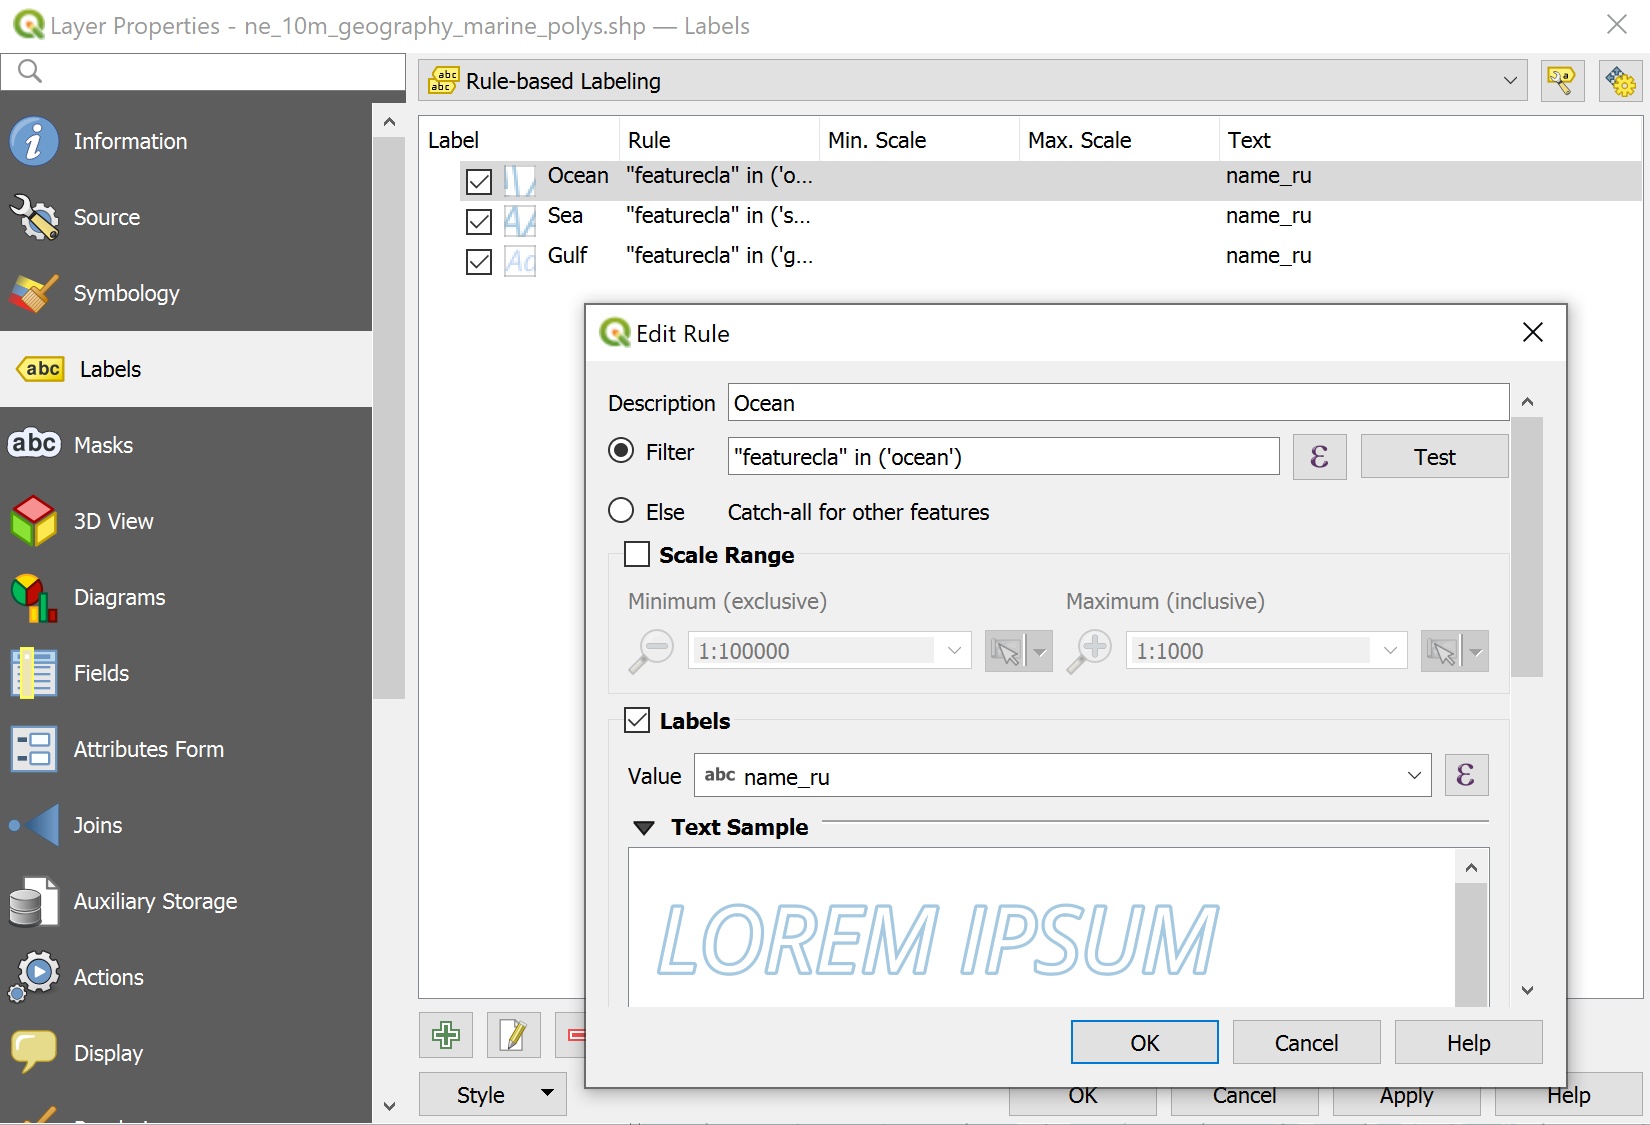 Layer Properties - ne_10m_geography_marine_polys.shp — Labels
Rule-based Labeling
Information
Source
Symbology
abc Labels
abc Masks
3D View
Diagrams
Fields
Attributes Form
Joins
Auxiliary Storage
Actions
Display
Label Rule Min. Scale Max. Scale Text
Ocean "featurecla" in ('o... name_ru
Sea "featurecla" in ('s... name_ru
Gulf "featurecla" in ('g... name_ru
Edit Rule
Description Ocean
Filter "featurecla" in ('ocean') ε Test
Else Catch-all for other features
Scale Range
Minimum (exclusive) Maximum (inclusive)
1:100000 1:1000
Labels
Value abc name_ru ε
Text Sample
LOREM IPSUM
OK Cancel Help
Style OK Cancel Apply Help